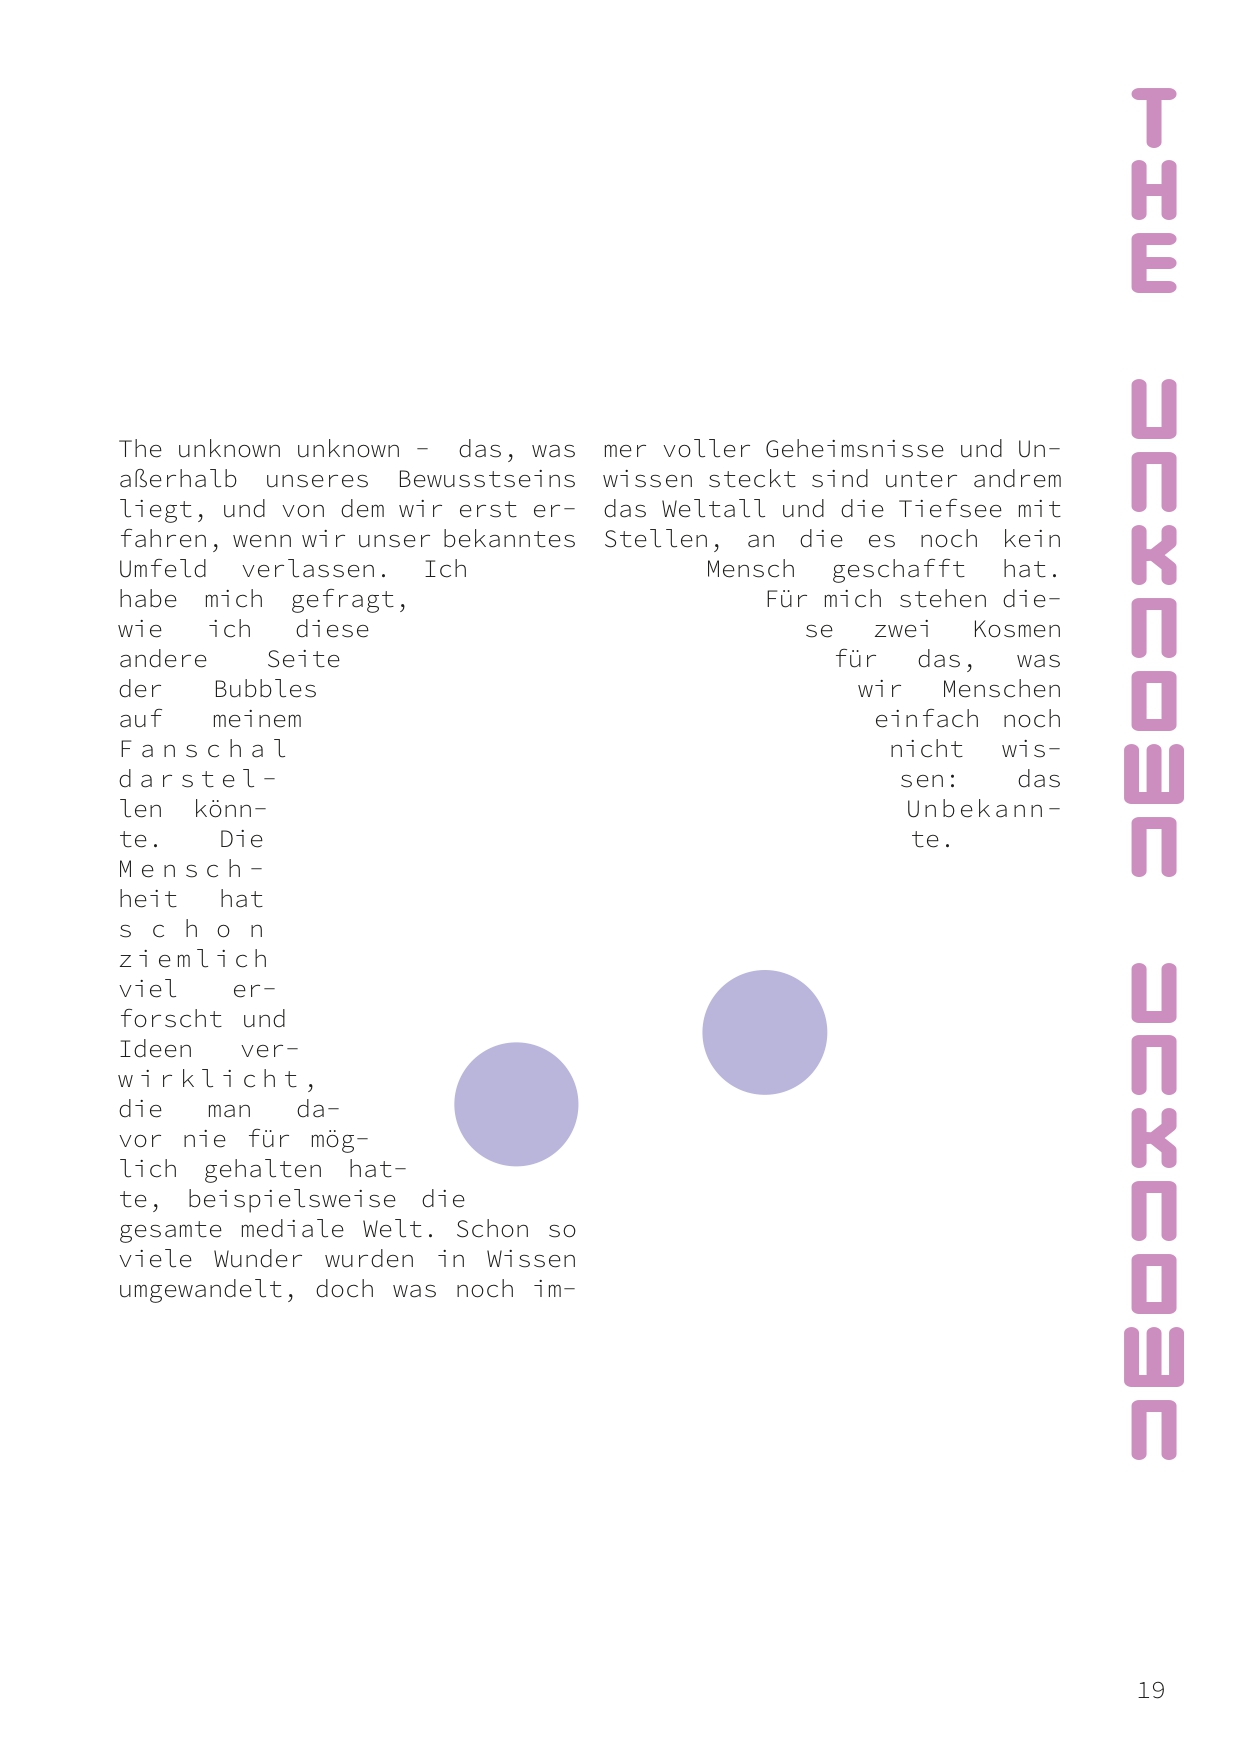 The unknown unknown - das, was
aßerhalb unseres Bewusstseins
liegt, und von dem wir erst er-
fahren, wenn wir unser bekanntes
Umfeld verlassen. Ich
habe mich gefragt,
wie ich diese
andere Seite
der Bubbles
auf meinem
Fanschal
darstel-
len könn-
te. Die
Mensch-
heit hat
schon
ziemlich
viel er-
forscht und
Ideen ver-
wirklicht,
die man da-
vor nie für mög-
lich gehalten hat-
te, beispielsweise die
gesamte mediale Welt. Schon so
viele Wunder wurden in Wissen
umgewandelt, doch was noch im-
mer voller Geheimsnisse und Un-
wissen steckt sind unter andrem
das Weltall und die Tiefsee mit
Stellen, an die es noch kein
Mensch geschafft hat.
Für mich stehen die-
se zwei Kosmen
für das, was
wir Menschen
einfach noch
nicht wis-
sen: das
Unbekann-
te.
THE UNKNOWN UNKNOWN
19